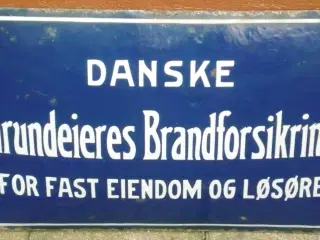 DANSKE
rundeieres Brandforsikrin
FOR FAST EIENDOM OG LØSØRE